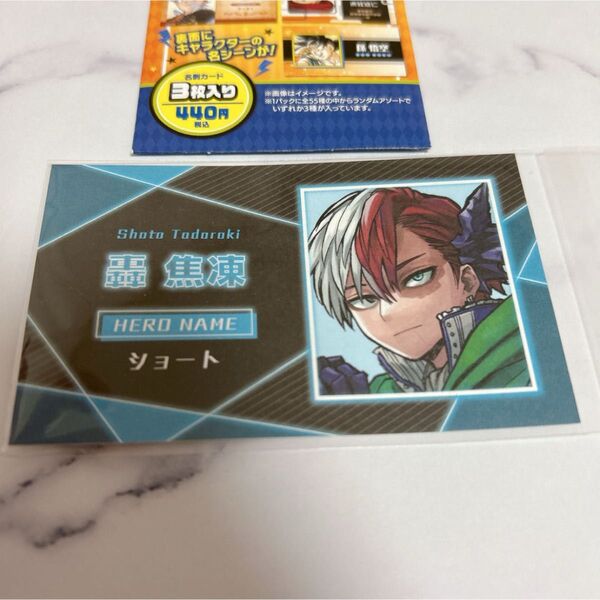 裏面に
キャラクターの
名シーンが!
名刺カード
3枚入り
440円
税込
孫 悟空
※画像はイメージです。
※1パックに全55種の中からランダムアソートで
いずれか3種が入っています。
Shoto Todoroki
轟 焦凍
HERO NAME
ショート